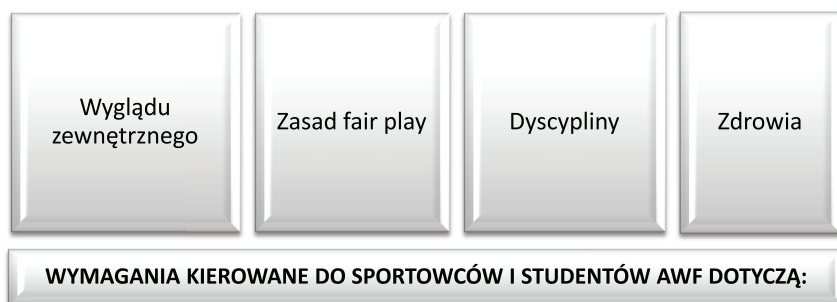 Wyglądu
zewnętrznego
Zasad fair play
Dyscypliny
Zdrowia
WYMAGANIA KIEROWANE DO SPORTOWCÓW I STUDENTÓW AWF DOTYCZĄ: